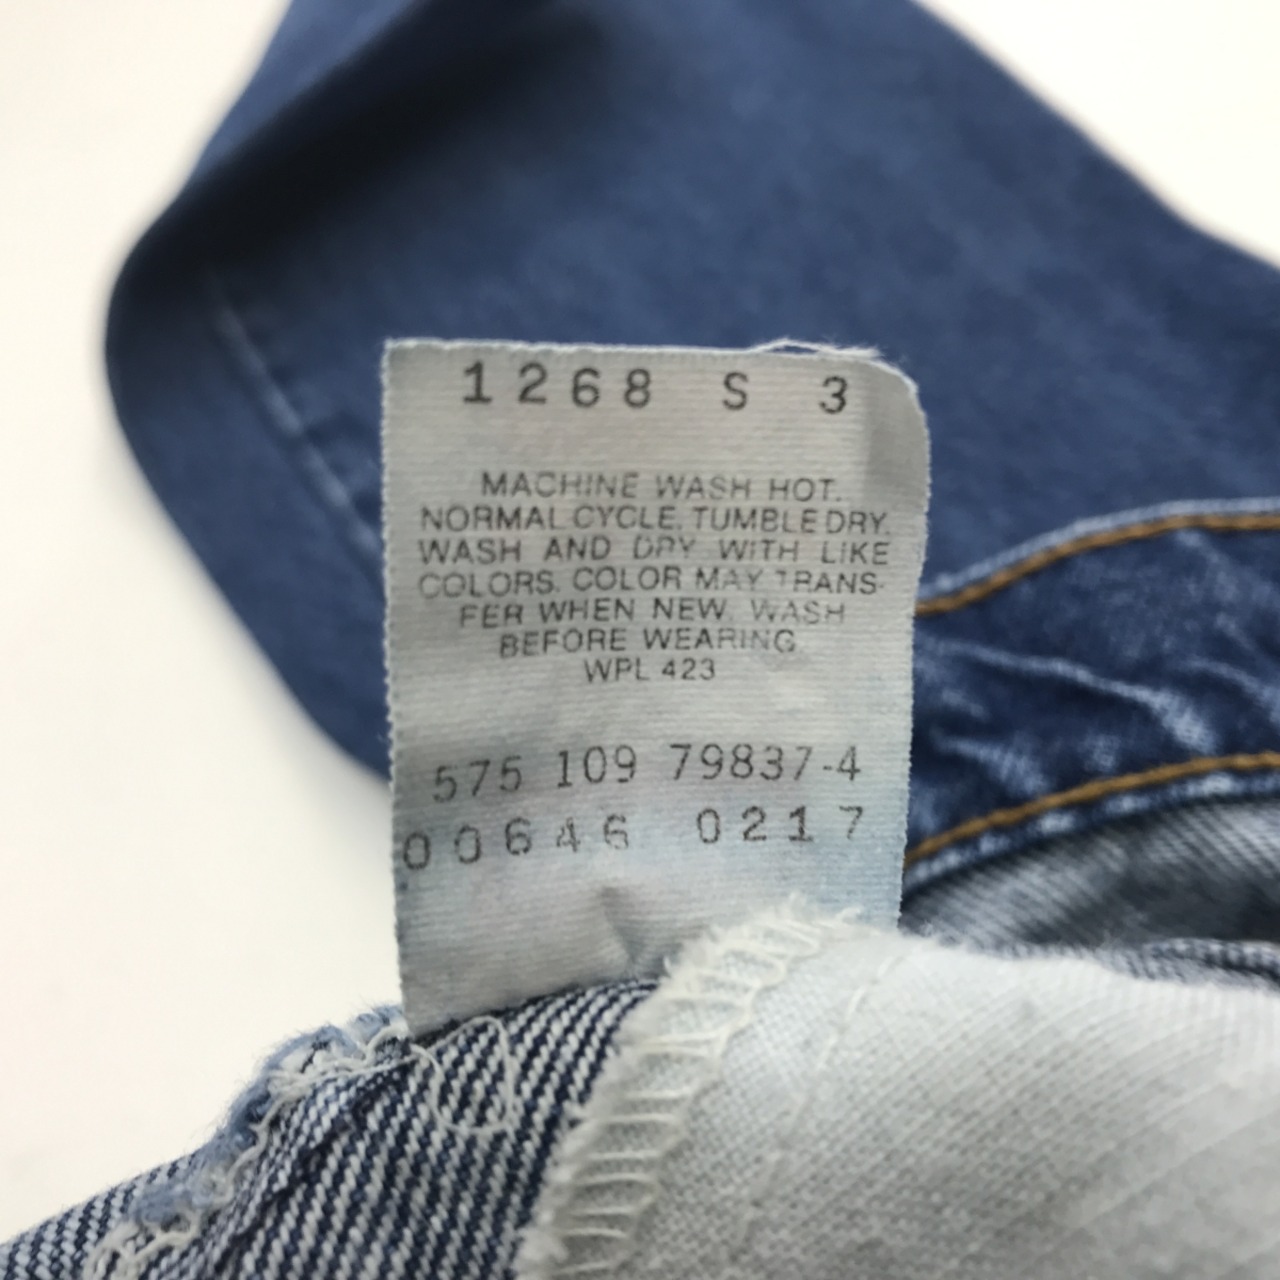 1268 S 3
MACHINE WASH HOT.
NORMAL CYCLE. TUMBLE DRY.
WASH AND DRY WITH LIKE
COLORS. COLOR MAY TRANS-
FER WHEN NEW. WASH
BEFORE WEARING.
WPL 423
575 109 79837-4
00646 0217